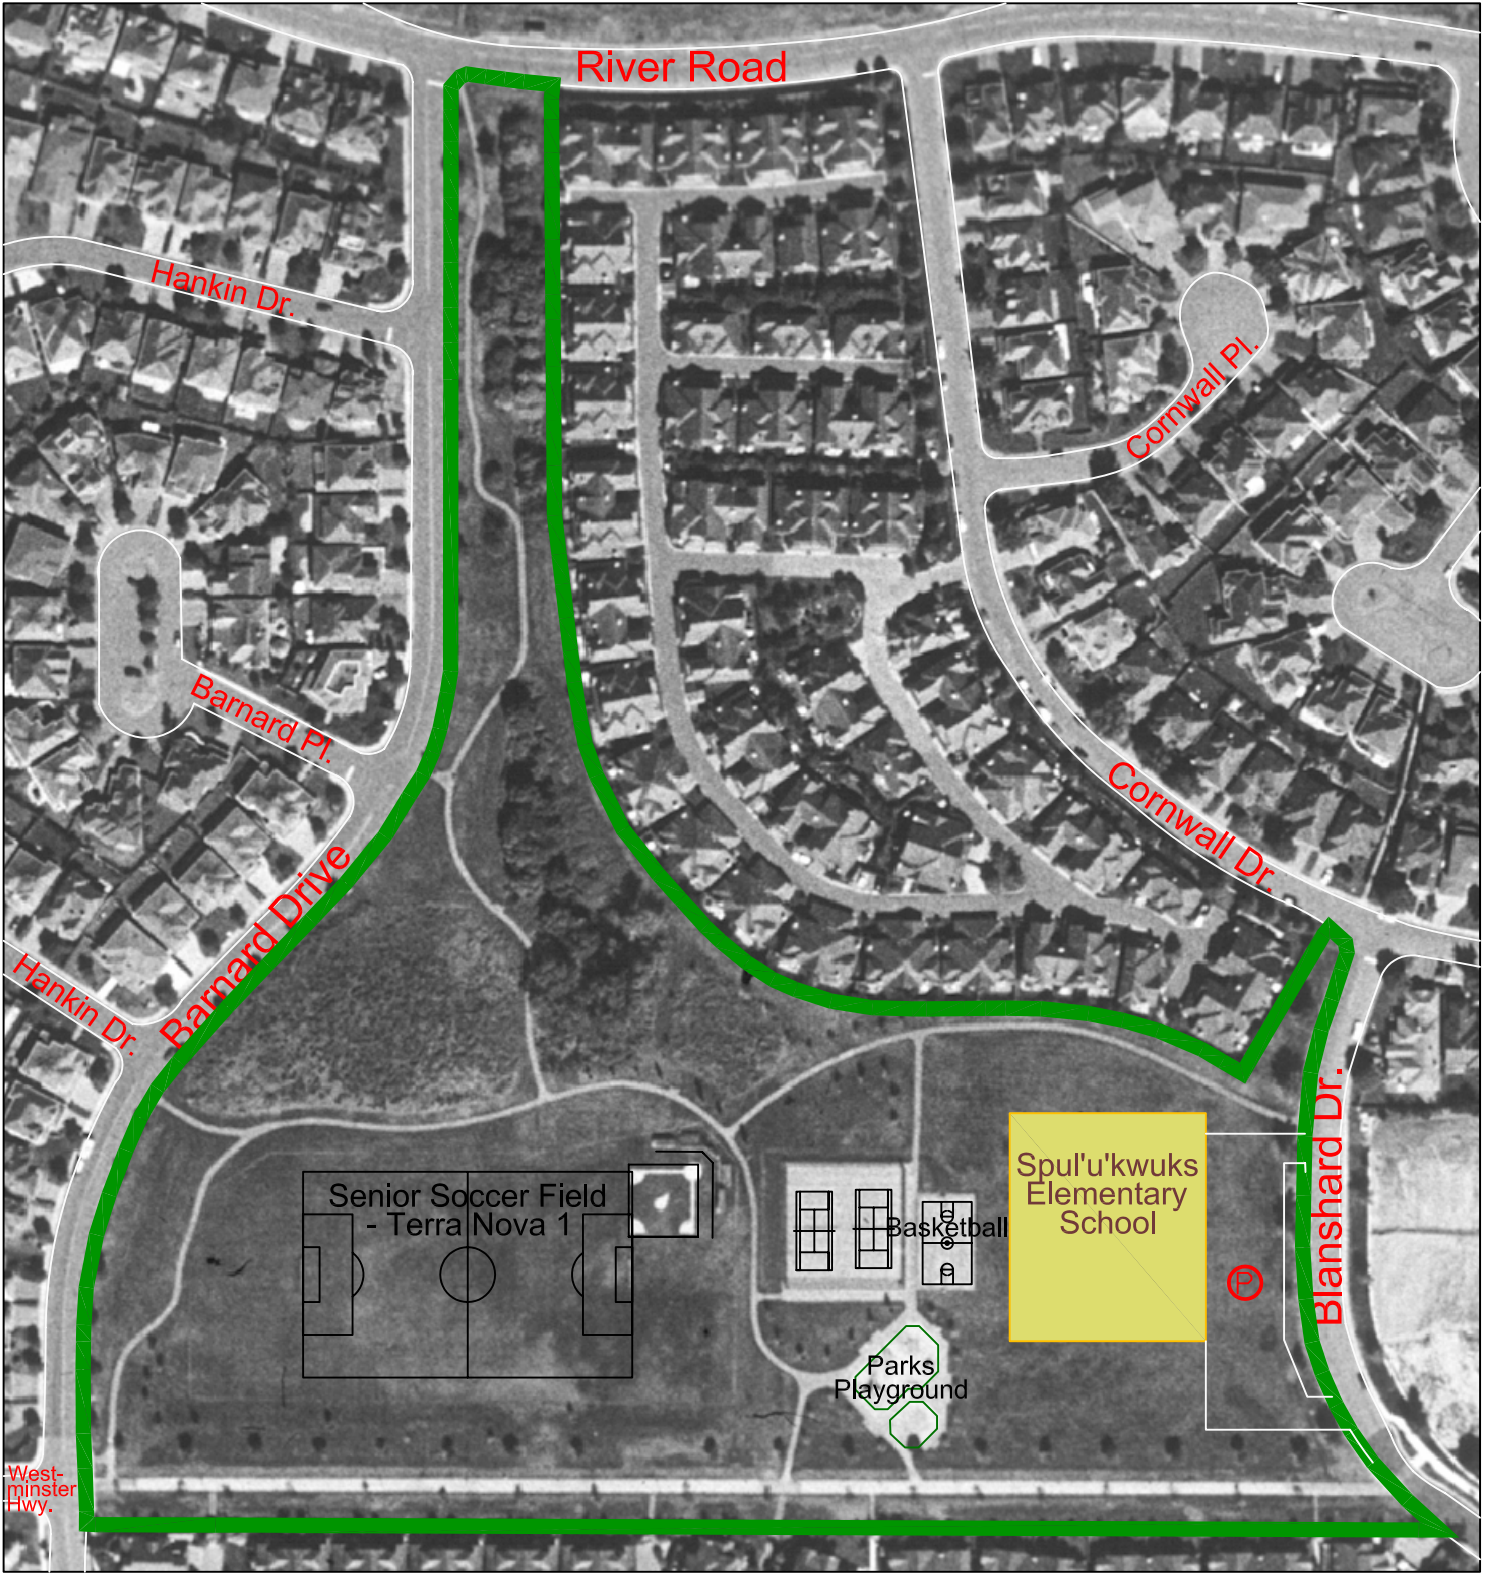 River Road
Hankin Dr.
Cornwall Pl.
Barnard Pl.
Cornwall Dr.
Barnard Drive
Hankin Dr.
Blanshard Dr.
Spul'u'kwuks
Elementary
School
Senior Soccer Field
- Terra Nova 1
Basketball
P
Parks
Playground
West-
minster
Hwy.